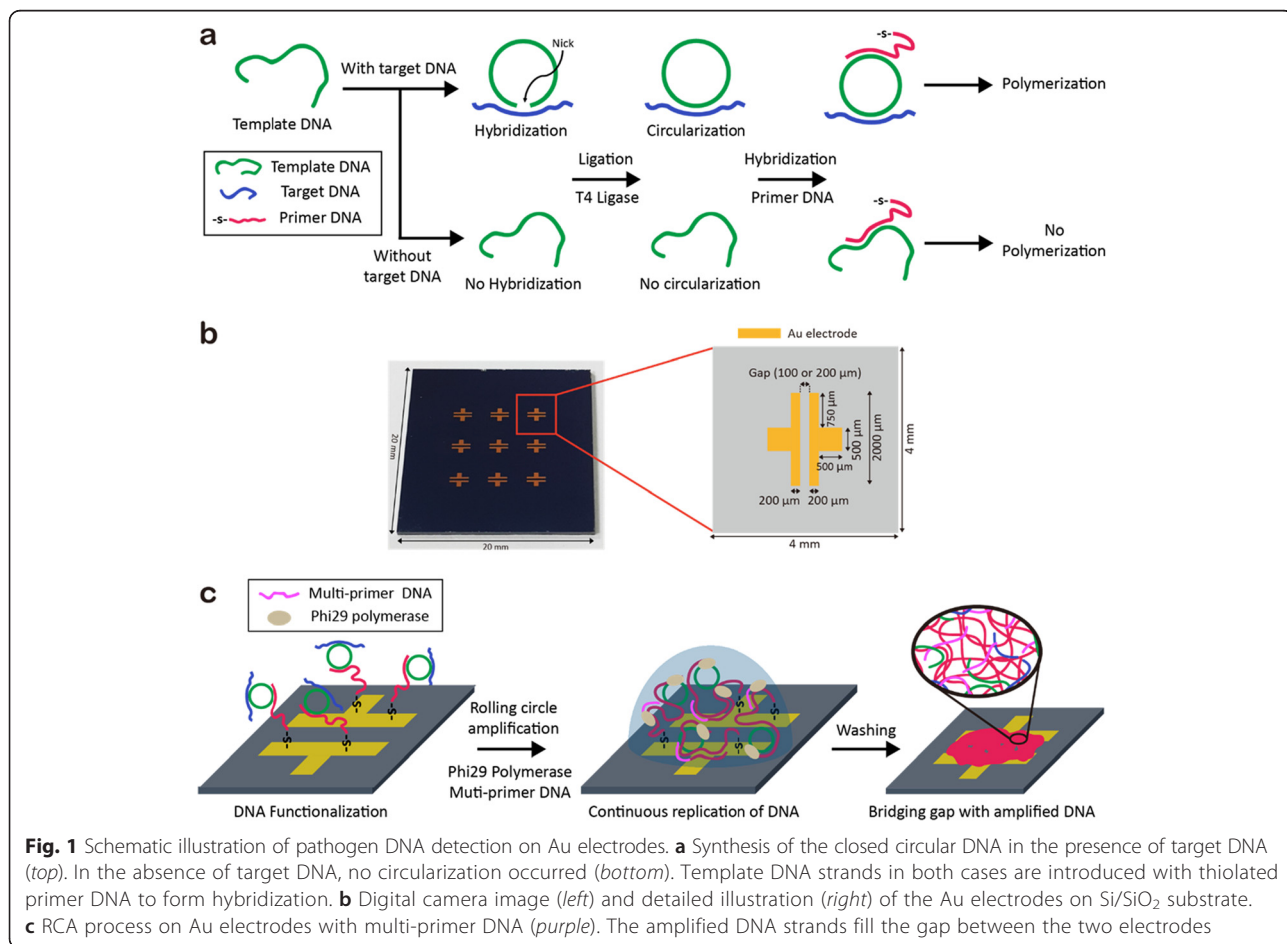 a
With target DNA
Nick
Template DNA
Hybridization
Circularization
Polymerization
Template DNA
Target DNA
-S- Primer DNA
Ligation
T4 Ligase
Hybridization
Primer DNA
-S-
-S-
Without
target DNA
No Hybridization
No circularization
No
Polymerization
b
Au electrode
Gap (100 or 200 μm)
750 μm
500 μm
2000 μm
4 mm
500 μm
200 μm
200 μm
4 mm
20 mm
20 mm
c
Multi-primer DNA
Phi29 polymerase
-S-
-S-
-S-
-S-
Rolling circle
amplification
Phi29 Polymerase
Muti-primer DNA
-S-
-S-
-S-
-S-
Washing
DNA Functionalization
Continuous replication of DNA
Bridging gap with amplified DNA
Fig. 1 Schematic illustration of pathogen DNA detection on Au electrodes. a Synthesis of the closed circular DNA in the presence of target DNA
(top). In the absence of target DNA, no circularization occurred (bottom). Template DNA strands in both cases are introduced with thiolated
primer DNA to form hybridization. b Digital camera image (left) and detailed illustration (right) of the Au electrodes on Si/SiO₂ substrate.
c RCA process on Au electrodes with multi-primer DNA (purple). The amplified DNA strands fill the gap between the two electrodes